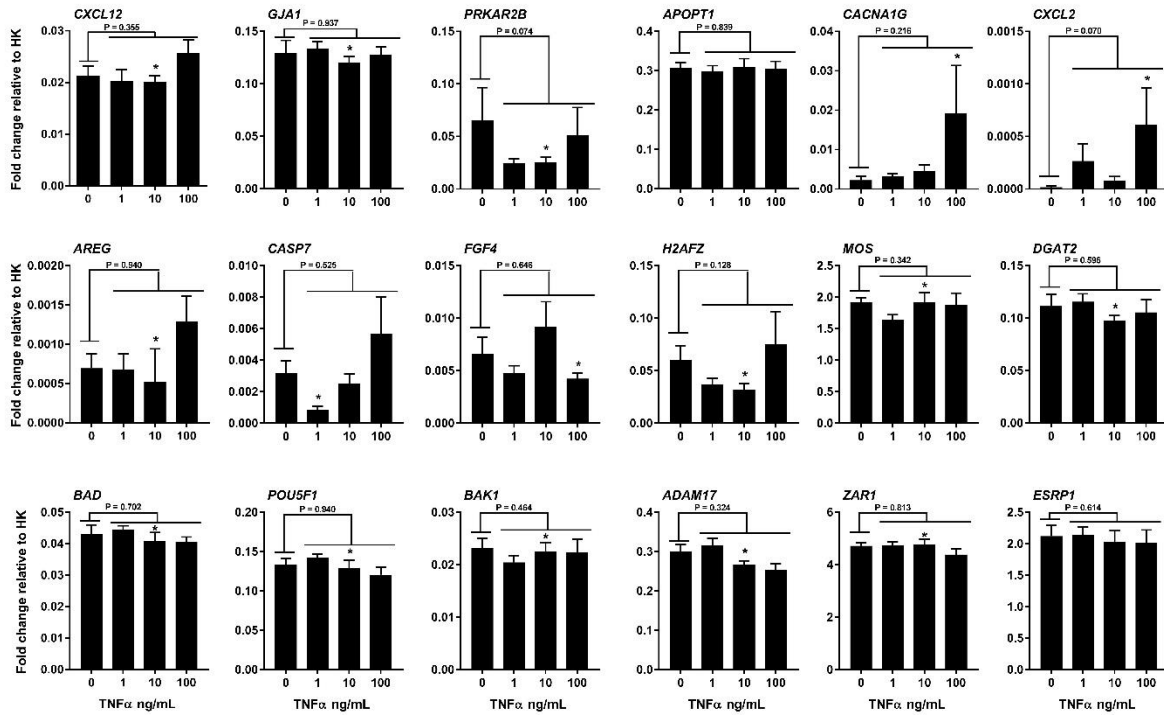 CXCL12 GJA1 PRKAR2B APOPT1 CACNA1G CXCL2
P = 0.355 P = 0.937 P = 0.074 P = 0.839 P = 0.216 P = 0.070
Fold change relative to HK
0.03 0.15 0.15 0.4 0.04 0.0015
0.02 0.10 0.10 0.3 0.03 0.0010
0.01 0.05 0.05 0.2 0.02 0.0005
0.00 0.00 0.00 0.1 0.01 0.0000
0.0 0.00
* * * * *
0 1 10 100 0 1 10 100 0 1 10 100 0 1 10 100 0 1 10 100 0 1 10 100
AREG CASP7 FGF4 H2AFZ MOS DGAT2
P = 0.940 P = 0.525 P = 0.646 P = 0.128 P = 0.342 P = 0.596
Fold change relative to HK
0.0020 0.010 0.015 0.15 2.5 0.15
0.0015 0.008 0.010 0.10 2.0 0.10
0.0010 0.006 0.005 0.05 1.5 0.05
0.0005 0.004 0.000 0.00 1.0 0.00
0.0000 0.002 0.5
0.000 0.0
* * * * * *
0 1 10 100 0 1 10 100 0 1 10 100 0 1 10 100 0 1 10 100 0 1 10 100
BAD POU5F1 BAK1 ADAM17 ZAR1 ESRP1
P = 0.702 P = 0.940 P = 0.464 P = 0.324 P = 0.813 P = 0.614
Fold change relative to HK
0.05 0.20 0.04 0.4 6 2.5
0.04 0.15 0.03 0.3 4 2.0
0.03 0.10 0.02 0.2 2 1.5
0.02 0.05 0.01 0.1 0 1.0
0.01 0.00 0.00 0.0 0.5
0.00 0.0
* * * * *
0 1 10 100 0 1 10 100 0 1 10 100 0 1 10 100 0 1 10 100 0 1 10 100
TNFα ng/mL TNFα ng/mL TNFα ng/mL TNFα ng/mL TNFα ng/mL TNFα ng/mL